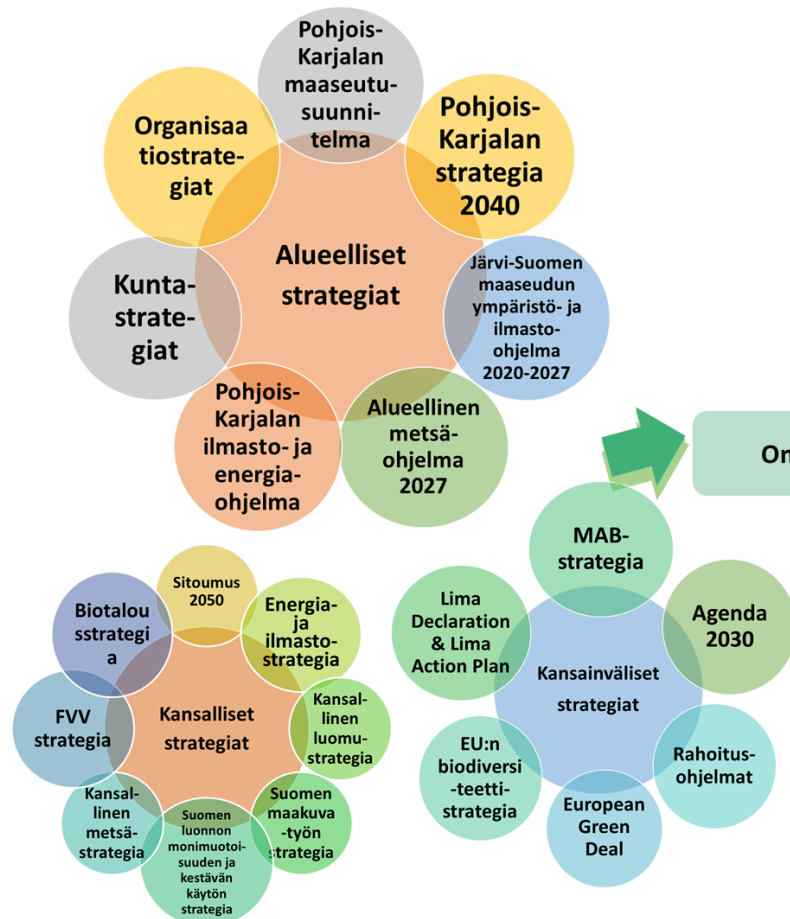 Pohjois-
Karjalan
maaseutu-
suunni-
telma
Pohjois-
Karjalan
strategia
2040
Järvi-Suomen
maaseudun
ympäristö- ja
ilmasto-
ohjelma
2020-2027
Alueellinen
metsä-
ohjelma
2027
Pohjois-
Karjalan
ilmasto- ja
energia-
ohjelma
Kunta-
strate-
giat
Organisaa
tiostrate-
giat
Alueelliset
strategiat
Sitoumus
2050
Energia-
ja
ilmasto-
strategia
Kansal-
linen
luomu-
strategia
Suomen
maakuva
-työn
strategia
Suomen
luonnon
monimuotoi-
suuden ja
kestävän
käytön
strategia
Kansal-
linen
metsä-
strategia
FVV
strategia
Biotalou
sstrategi
a
Kansalliset
strategiat
On
MAB-
strategia
Agenda
2030
Rahoitus-
ohjelmat
European
Green
Deal
EU:n
biodiversi
-teetti-
strategia
Lima
Declaration
& Lima
Action Plan
Kansainväliset
strategiat